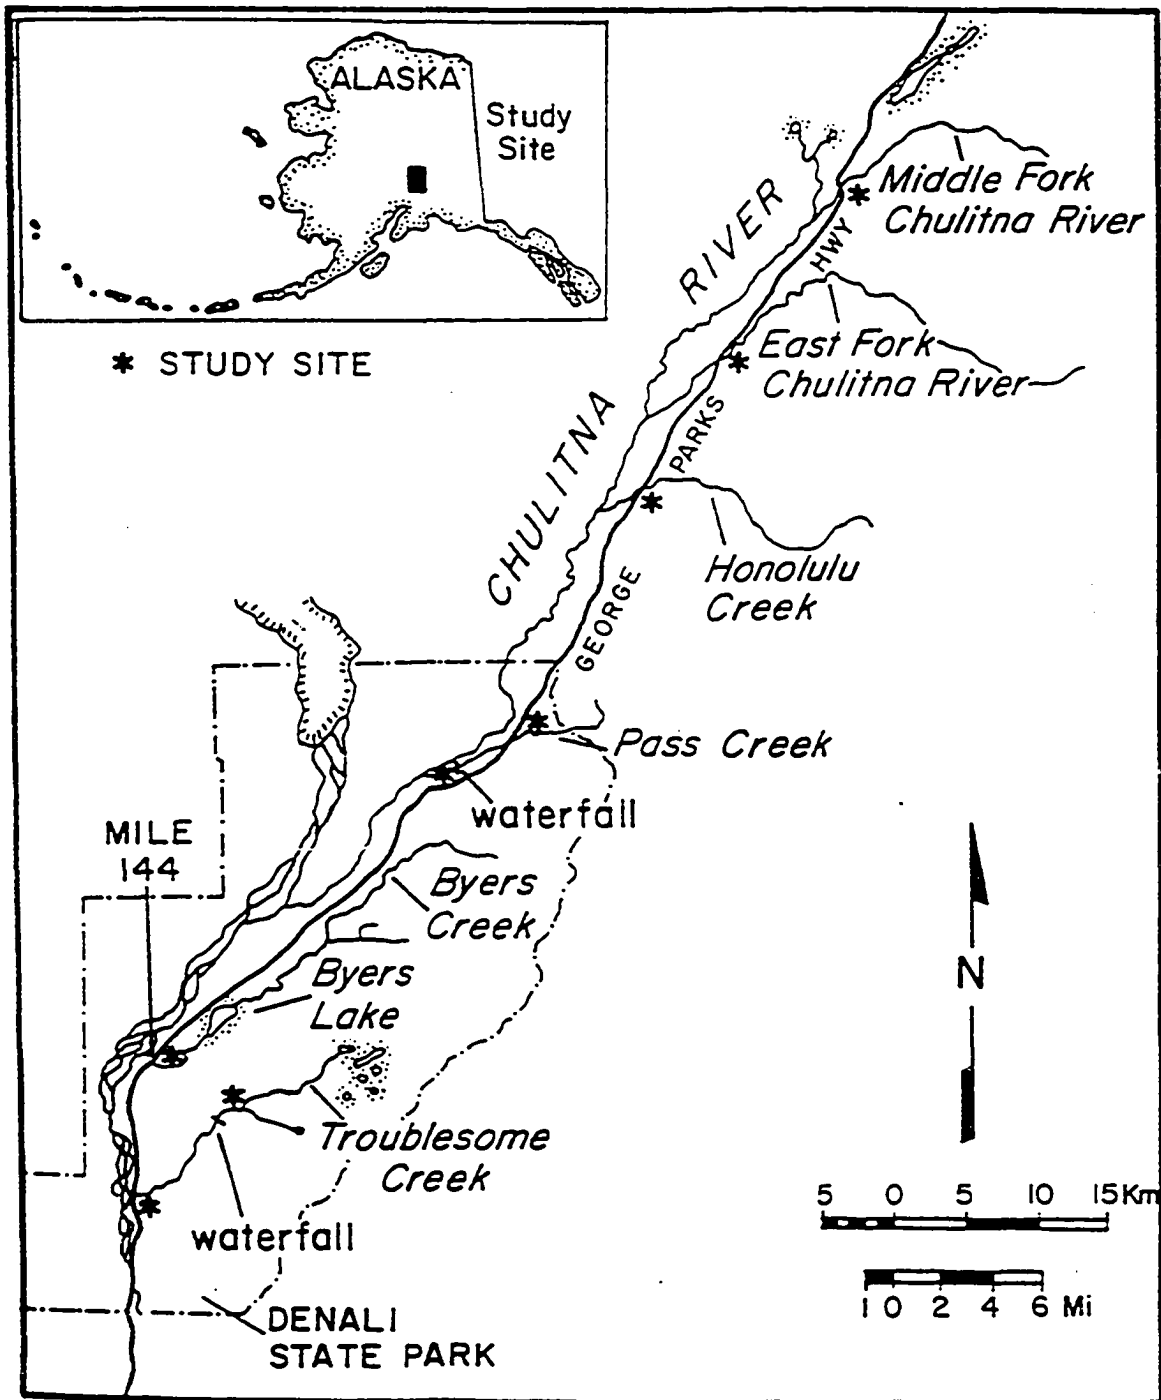 ALASKA
Study
Site
* STUDY SITE
Middle Fork
Chulitna River
RIVER
HWY
East Fork
Chulitna River
CHULITNA
PARKS
Honolulu
Creek
GEORGE
Pass Creek
waterfall
MILE
144
Byers
Creek
Byers
Lake
N
Troublesome
Creek
waterfall
5 0 5 10 15 Km
1 0 2 4 6 Mi
DENALI
STATE PARK